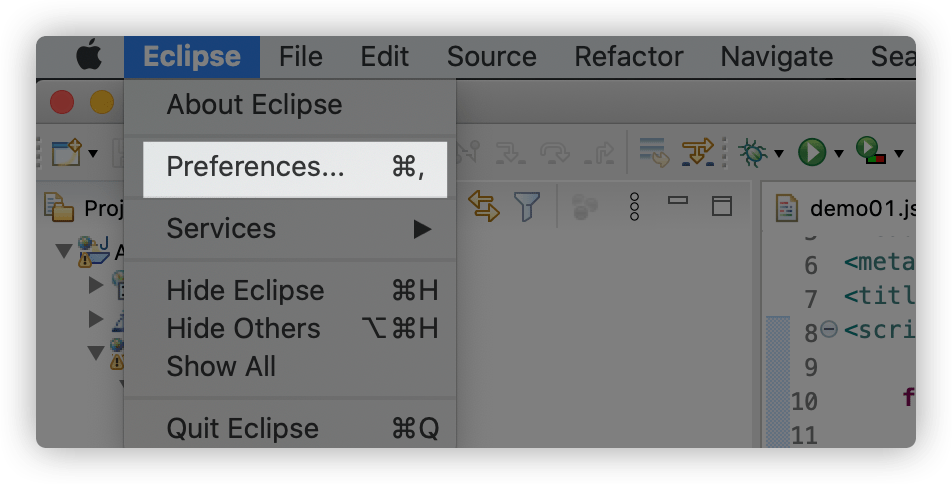 Eclipse File Edit Source Refactor Navigate Sea
About Eclipse
Preferences... ⌘,
Services ▶
Hide Eclipse ⌘H
Hide Others ⌥⌘H
Show All
Quit Eclipse ⌘Q
Proj
demo01.js
6 <meta
7 <titl
8 <scri
9
10 f
11